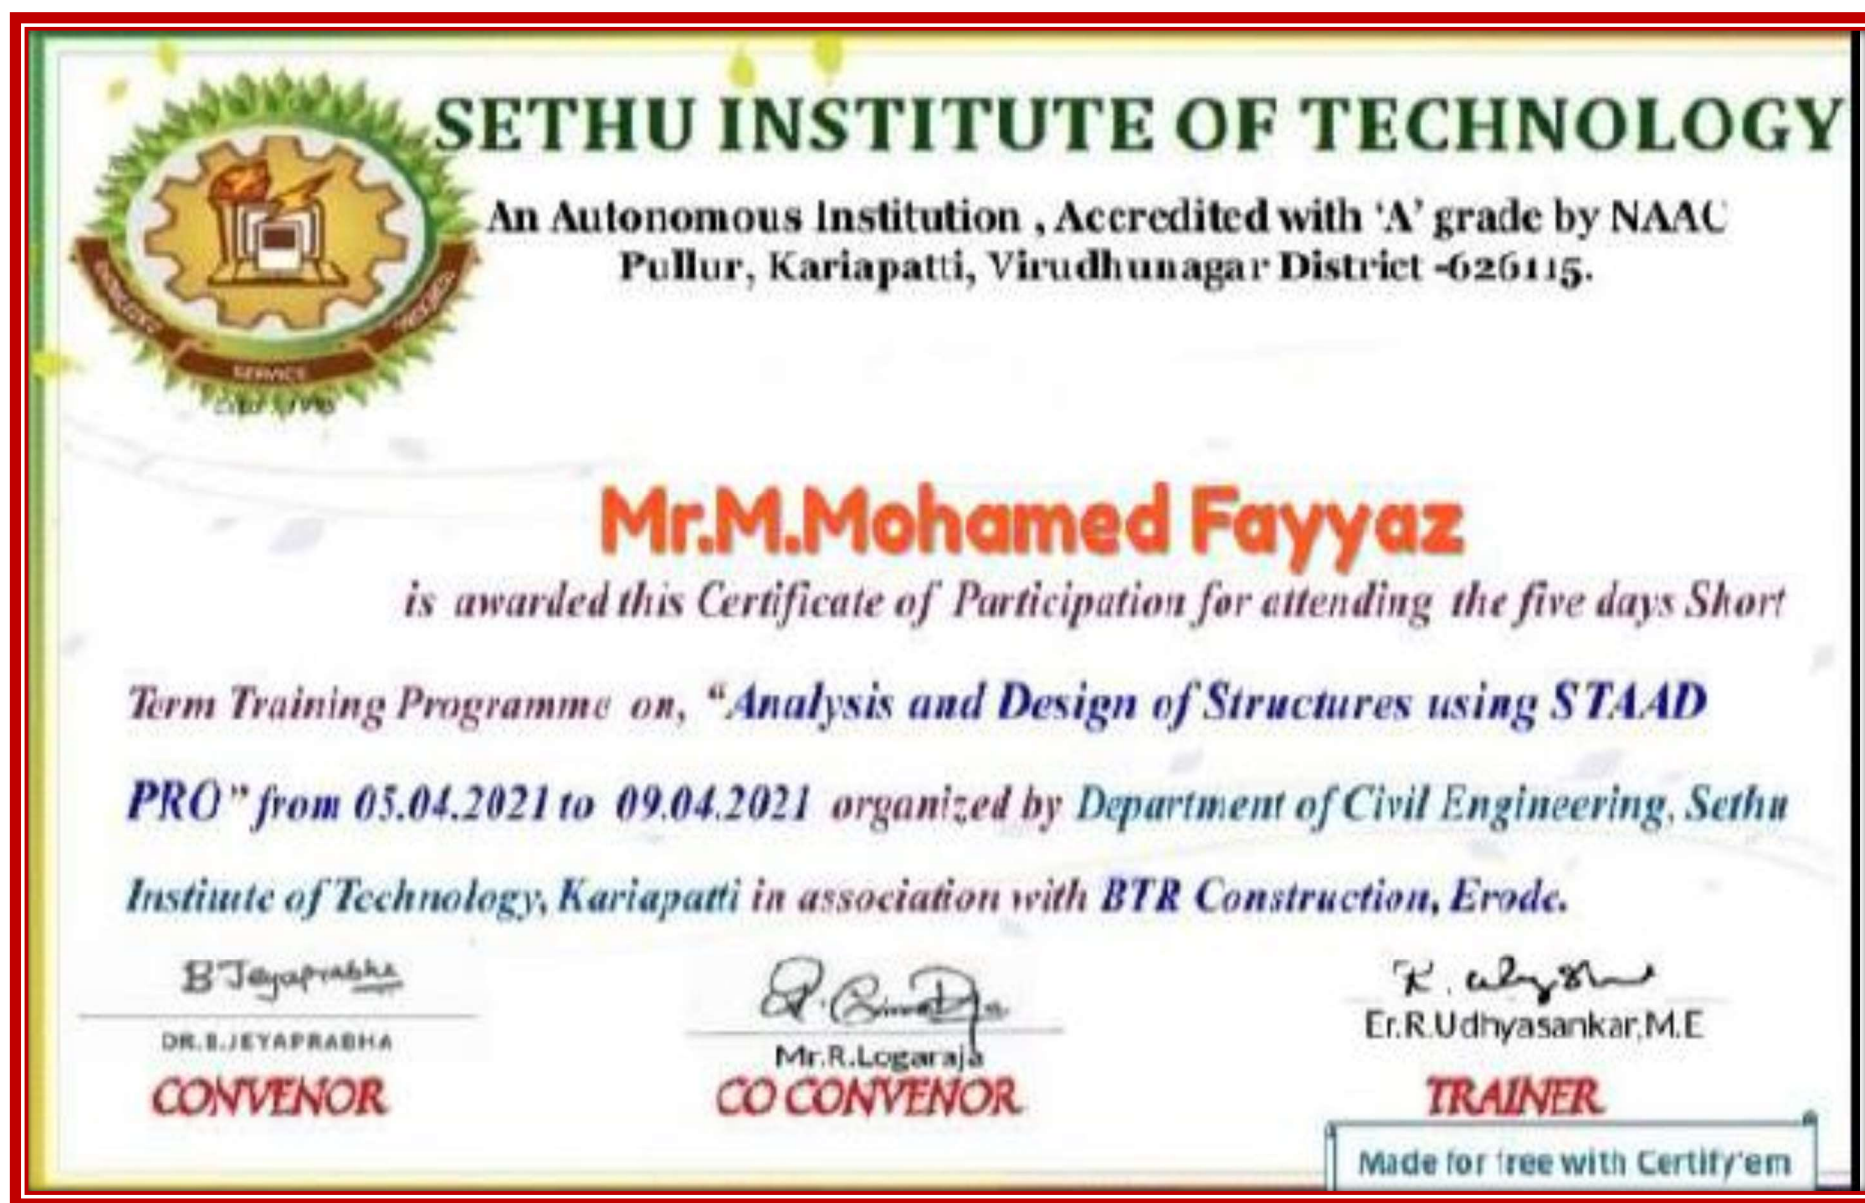 SETHU INSTITUTE OF TECHNOLOGY
An Autonomous Institution , Accredited with 'A' grade by NAAC
Pullur, Kariapatti, Virudhunagar District -626115.
SERVICE
Mr.M.Mohamed Fayyaz
is awarded this Certificate of Participation for attending the five days Short
Term Training Programme on, “Analysis and Design of Structures using STAAD
PRO” from 05.04.2021 to 09.04.2021 organized by Department of Civil Engineering, Sethu
Institute of Technology, Kariapatti in association with BTR Construction, Erode.
B Jeyaprabha
DR.B.JEYAPRABHA
Mr.R.Logaraja
Er.R.Udhyasankar,M.E
CONVENOR
CO CONVENOR
TRAINER
Made for free with Certify'em